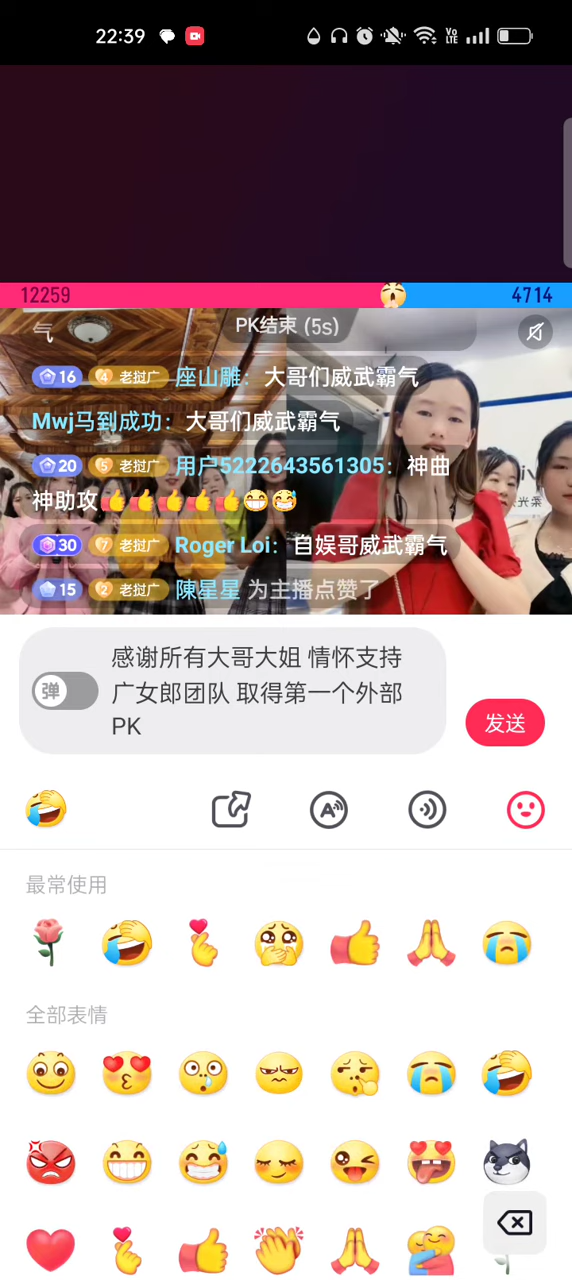 22:39
Vo
LTE
12259
4714
气
PK结束 (5s)
16 4 老挝广 座山雕：大哥们威武霸气
Mwj马到成功：大哥们威武霸气
20 5 老挝广 用户5222643561305：神曲
神助攻👍👍👍👍👍😁😅
30 7 老挝广 Roger Loi：自娱哥威武霸气
15 2 老挝广 陳星星 为主播点赞了
弹
感谢所有大哥大姐 情怀支持
广女郎团队 取得第一个外部
PK
发送
A
最常使用
全部表情